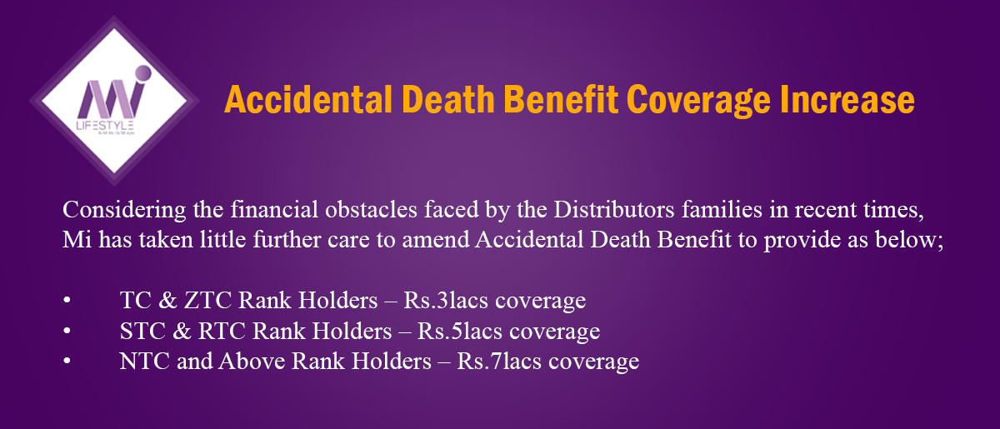 Mi
LIFESTYLE
Accidental Death Benefit Coverage Increase
Considering the financial obstacles faced by the Distributors families in recent times,
Mi has taken little further care to amend Accidental Death Benefit to provide as below;
• TC & ZTC Rank Holders – Rs.3lacs coverage
• STC & RTC Rank Holders – Rs.5lacs coverage
• NTC and Above Rank Holders – Rs.7lacs coverage